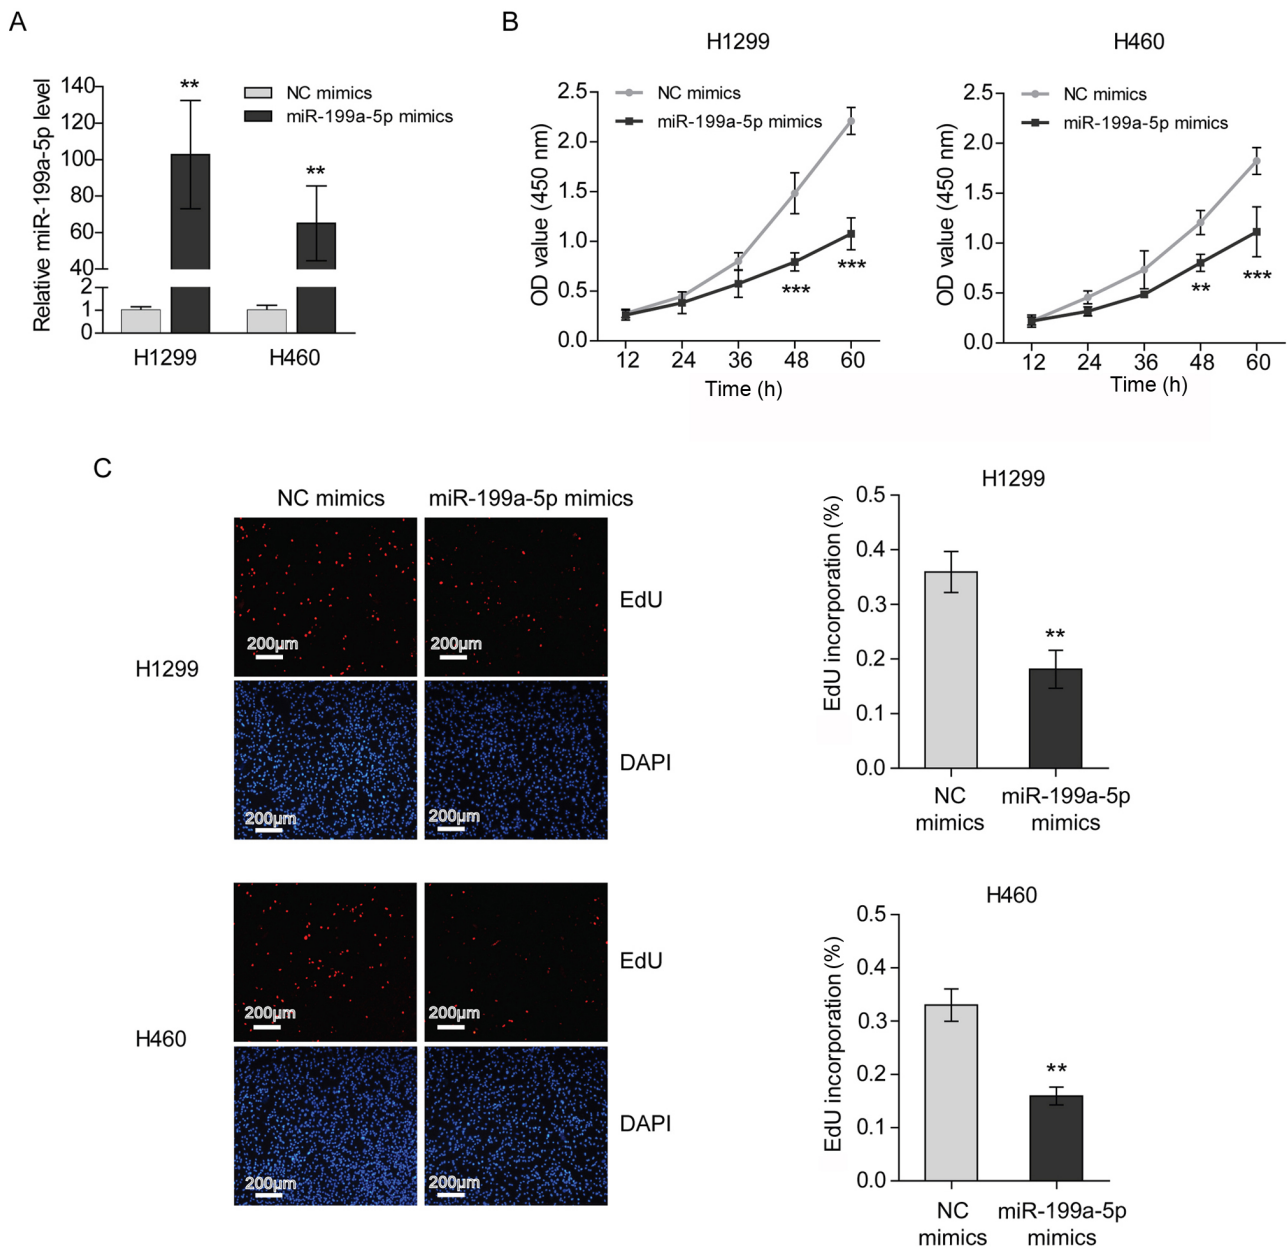 A
Relative miR-199a-5p level
140
120
100
80
60
40
2
1
0
**
**
NC mimics
miR-199a-5p mimics
H1299
H460
B
H1299
OD value (450 nm)
2.5
2.0
1.5
1.0
0.5
0.0
NC mimics
miR-199a-5p mimics
***
***
12 24 36 48 60
Time (h)
H460
OD value (450 nm)
2.5
2.0
1.5
1.0
0.5
0.0
NC mimics
miR-199a-5p mimics
**
***
12 24 36 48 60
Time (h)
C
NC mimics
miR-199a-5p mimics
H1299
200μm
200μm
EdU
200μm
200μm
DAPI
H460
200μm
200μm
EdU
200μm
200μm
DAPI
H1299
EdU incorporation (%)
0.5
0.4
0.3
0.2
0.1
0.0
**
NC
mimics
miR-199a-5p
mimics
H460
EdU incorporation (%)
0.5
0.4
0.3
0.2
0.1
0.0
**
NC
mimics
miR-199a-5p
mimics